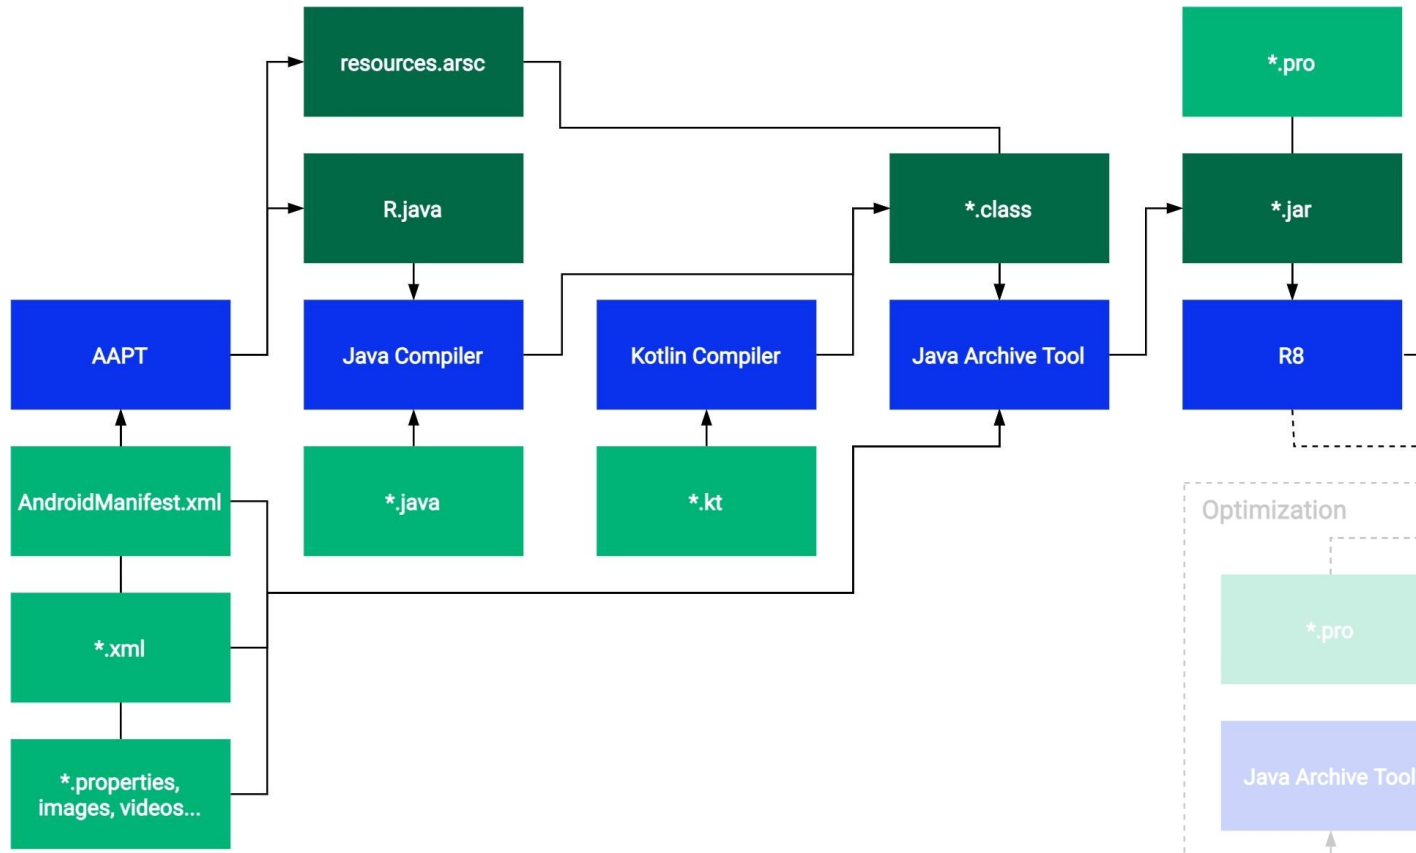 resources.arsc
*.pro
R.java
*.class
*.jar
AAPT
Java Compiler
Kotlin Compiler
Java Archive Tool
R8
AndroidManifest.xml
*.java
*.kt
Optimization
*.xml
*.pro
*.properties,
images, videos...
Java Archive Tool